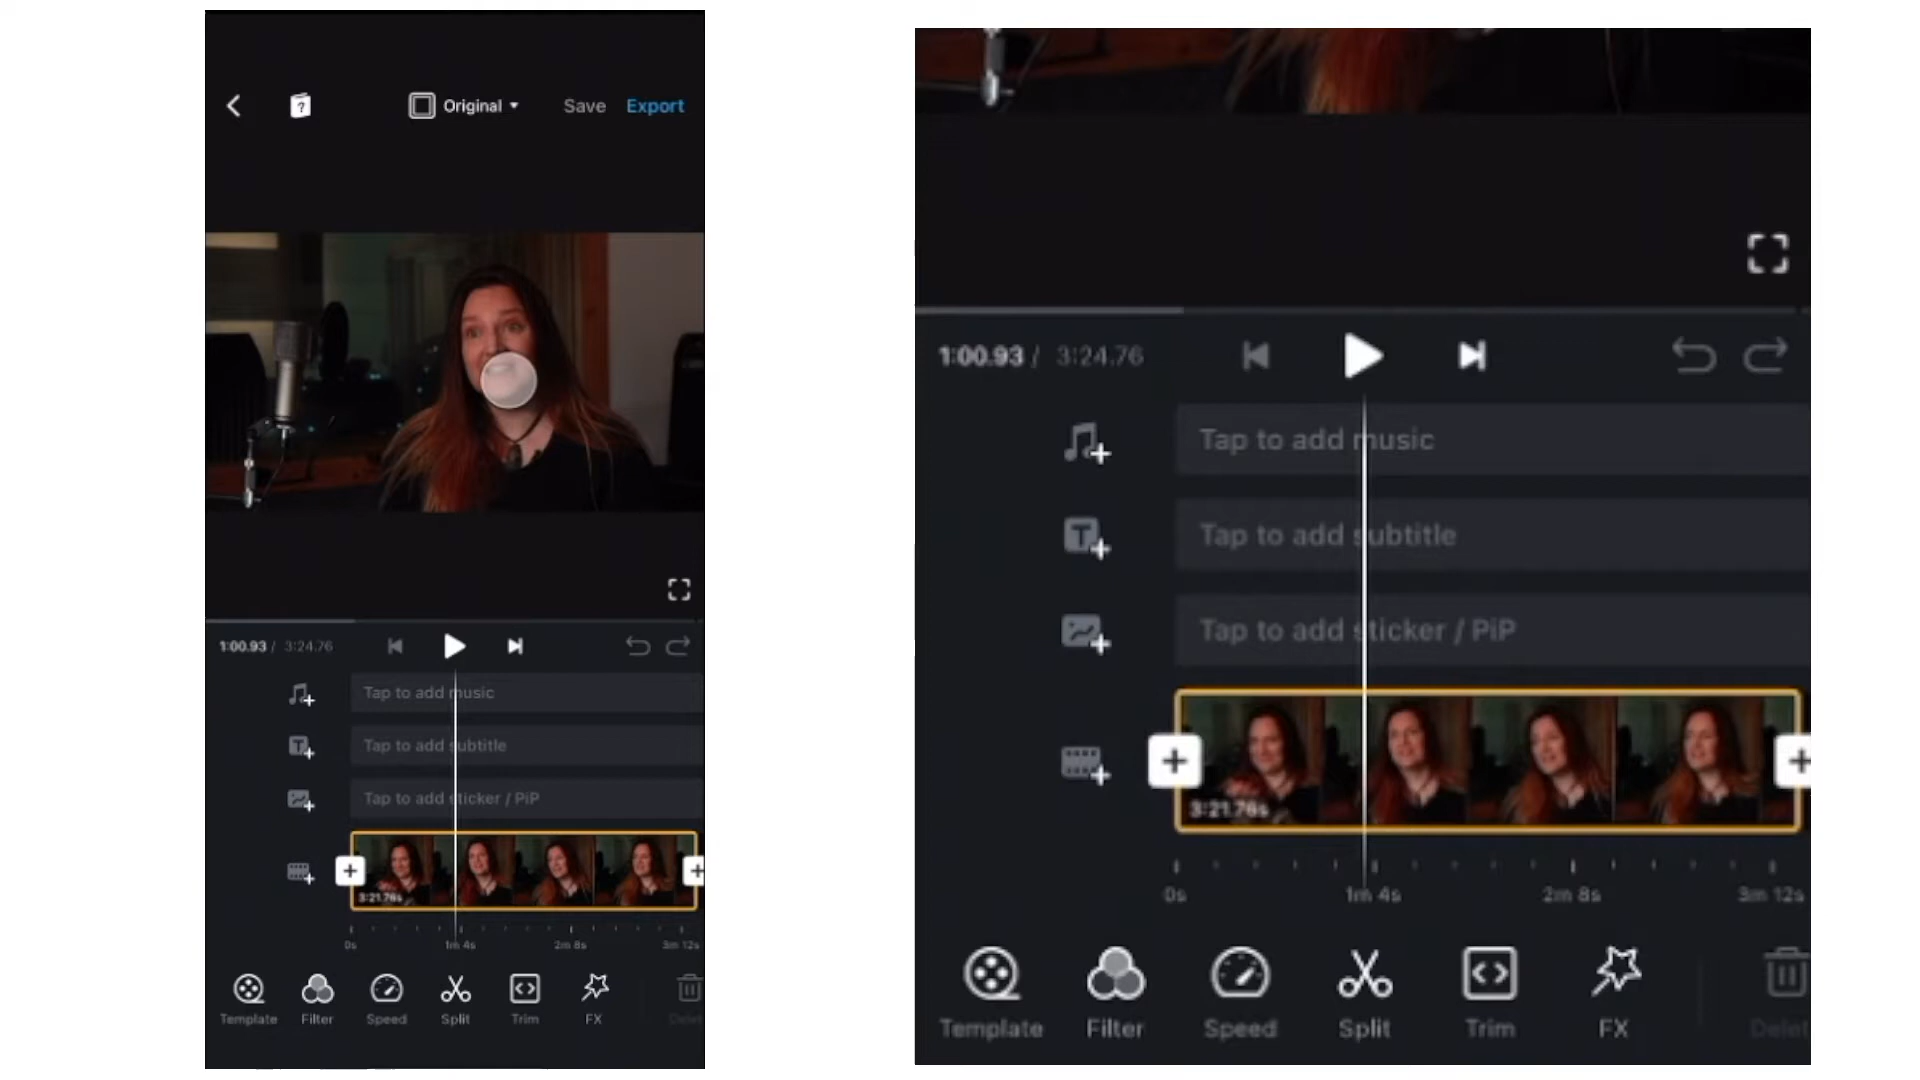 Original Save Export
1:00.93 / 3:24.76
Tap to add music
Tap to add subtitle
Tap to add sticker / PiP
3:21.76s
0s 1m 4s 2m 8s 3m 12s
Template Filter Speed Split Trim FX Delet
1:00.93 / 3:24.76
Tap to add music
Tap to add subtitle
Tap to add sticker / PiP
3:21.76s
0s 1m 4s 2m 8s 3m 12s
Template Filter Speed Split Trim FX Delet